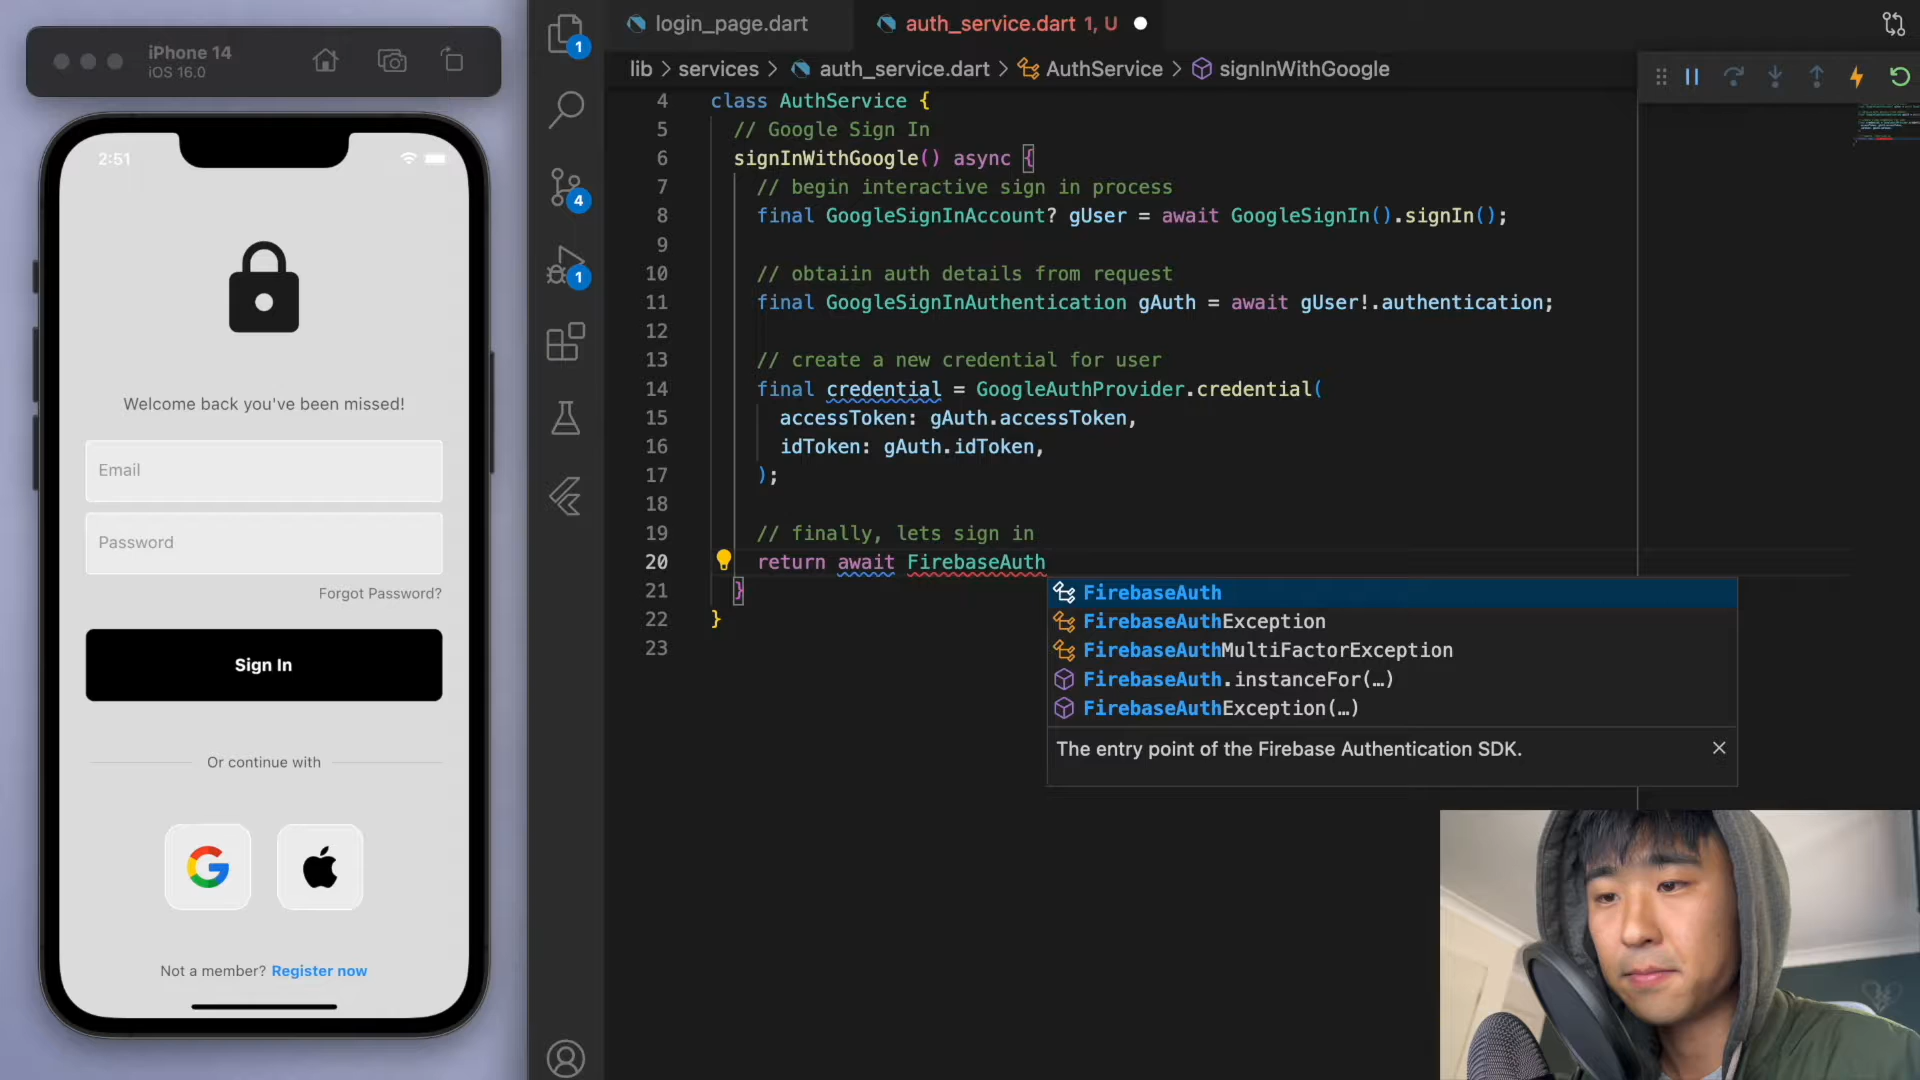 iPhone 14
iOS 16.0
2:51
Welcome back you've been missed!
Email
Password
Forgot Password?
Sign In
Or continue with
G
Not a member? Register now
1
4
1
login_page.dart
auth_service.dart 1, U
lib > services > auth_service.dart > AuthService > signInWithGoogle
4 class AuthService {
5 // Google Sign In
6 signInWithGoogle() async {
7 // begin interactive sign in process
8 final GoogleSignInAccount? gUser = await GoogleSignIn().signIn();
9
10 // obtaiin auth details from request
11 final GoogleSignInAuthentication gAuth = await gUser!.authentication;
12
13 // create a new credential for user
14 final credential = GoogleAuthProvider.credential(
15 accessToken: gAuth.accessToken,
16 idToken: gAuth.idToken,
17 );
18
19 // finally, lets sign in
20 return await FirebaseAuth
21 }
22 }
23
FirebaseAuth
FirebaseAuthException
FirebaseAuthMultiFactorException
FirebaseAuth.instanceFor(…)
FirebaseAuthException(…)
The entry point of the Firebase Authentication SDK.